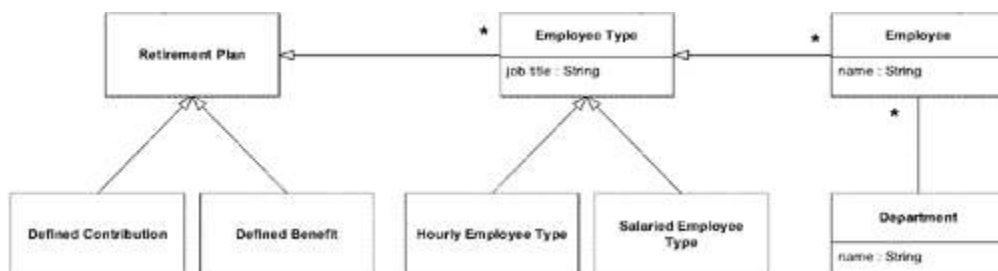 Retirement Plan
*
Employee Type
job title : String
*
Employee
name : String
*
Defined Contribution
Defined Benefit
Hourly Employee Type
Salaried Employee
Type
Department
name : String